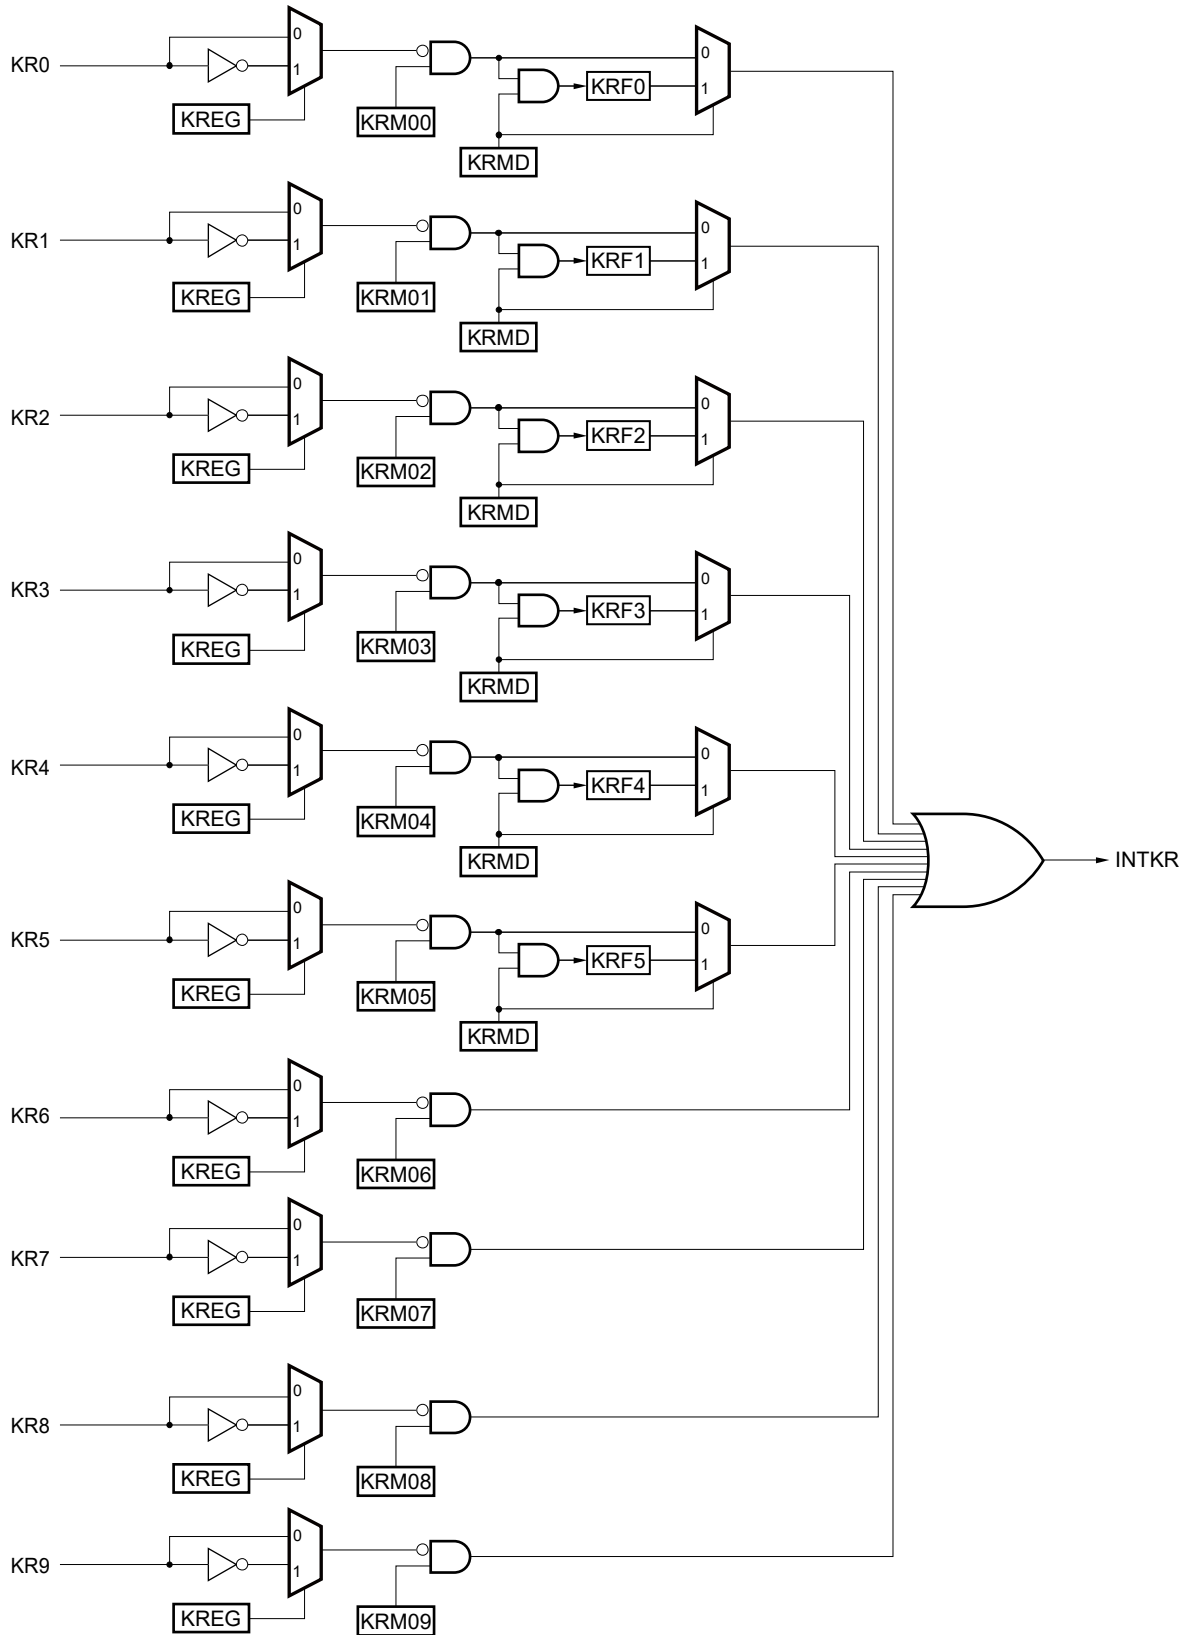 0
KR0
1
KRF0
0
1
KREG
KRM00
KRMD
0
KR1
1
KRF1
0
1
KREG
KRM01
KRMD
0
KR2
1
KRF2
0
1
KREG
KRM02
KRMD
0
KR3
1
KRF3
0
1
KREG
KRM03
KRMD
0
KR4
1
KRF4
0
1
KREG
KRM04
KRMD
INTKR
0
KR5
1
KRF5
0
1
KREG
KRM05
KRMD
0
KR6
1
KREG
KRM06
0
KR7
1
KREG
KRM07
0
KR8
1
KREG
KRM08
0
KR9
1
KREG
KRM09